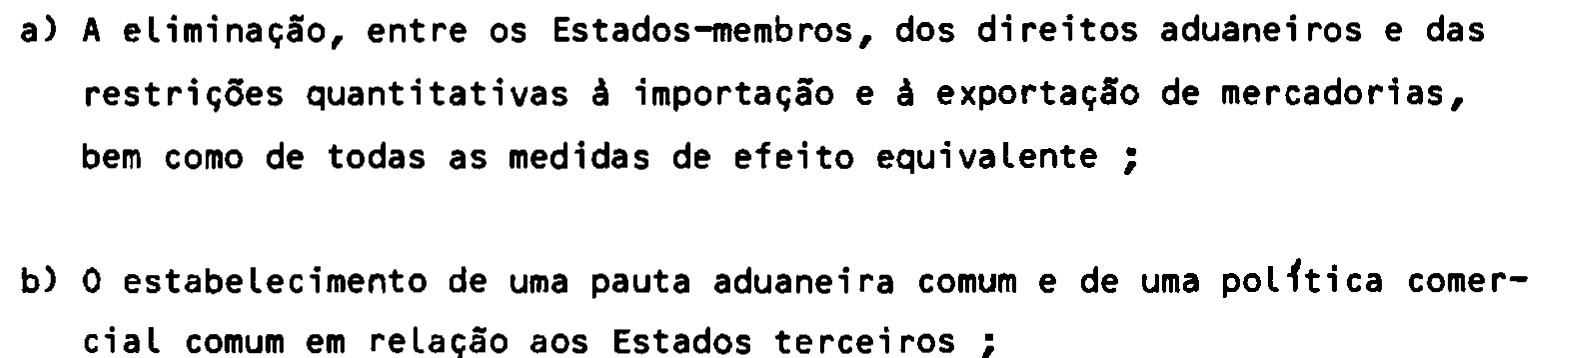 a) A eliminação, entre os Estados-membros, dos direitos aduaneiros e das
restrições quantitativas à importação e à exportação de mercadorias,
bem como de todas as medidas de efeito equivalente ;
b) O estabelecimento de uma pauta aduaneira comum e de uma política comer-
cial comum em relação aos Estados terceiros ;